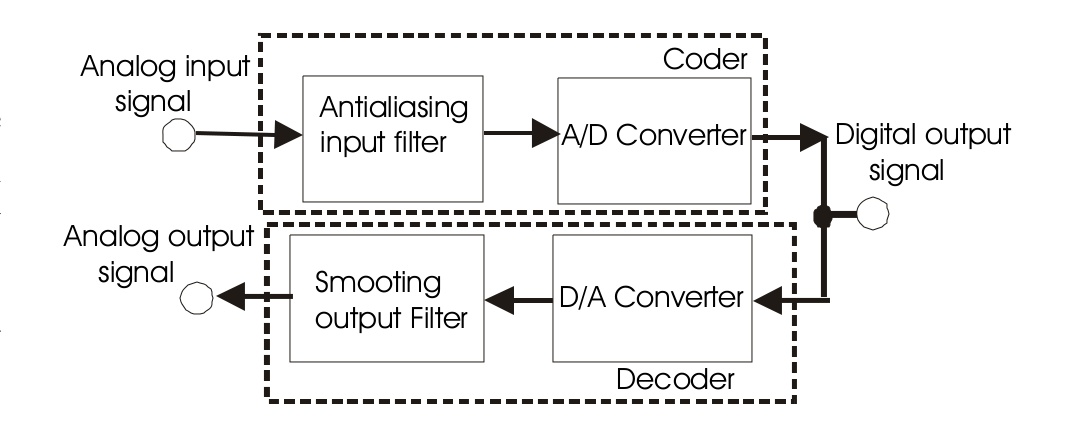 Coder
Analog input
signal
Antialiasing
input filter
A/D Converter
Digital output
signal
Analog output
signal
Smooting
output Filter
D/A Converter
Decoder